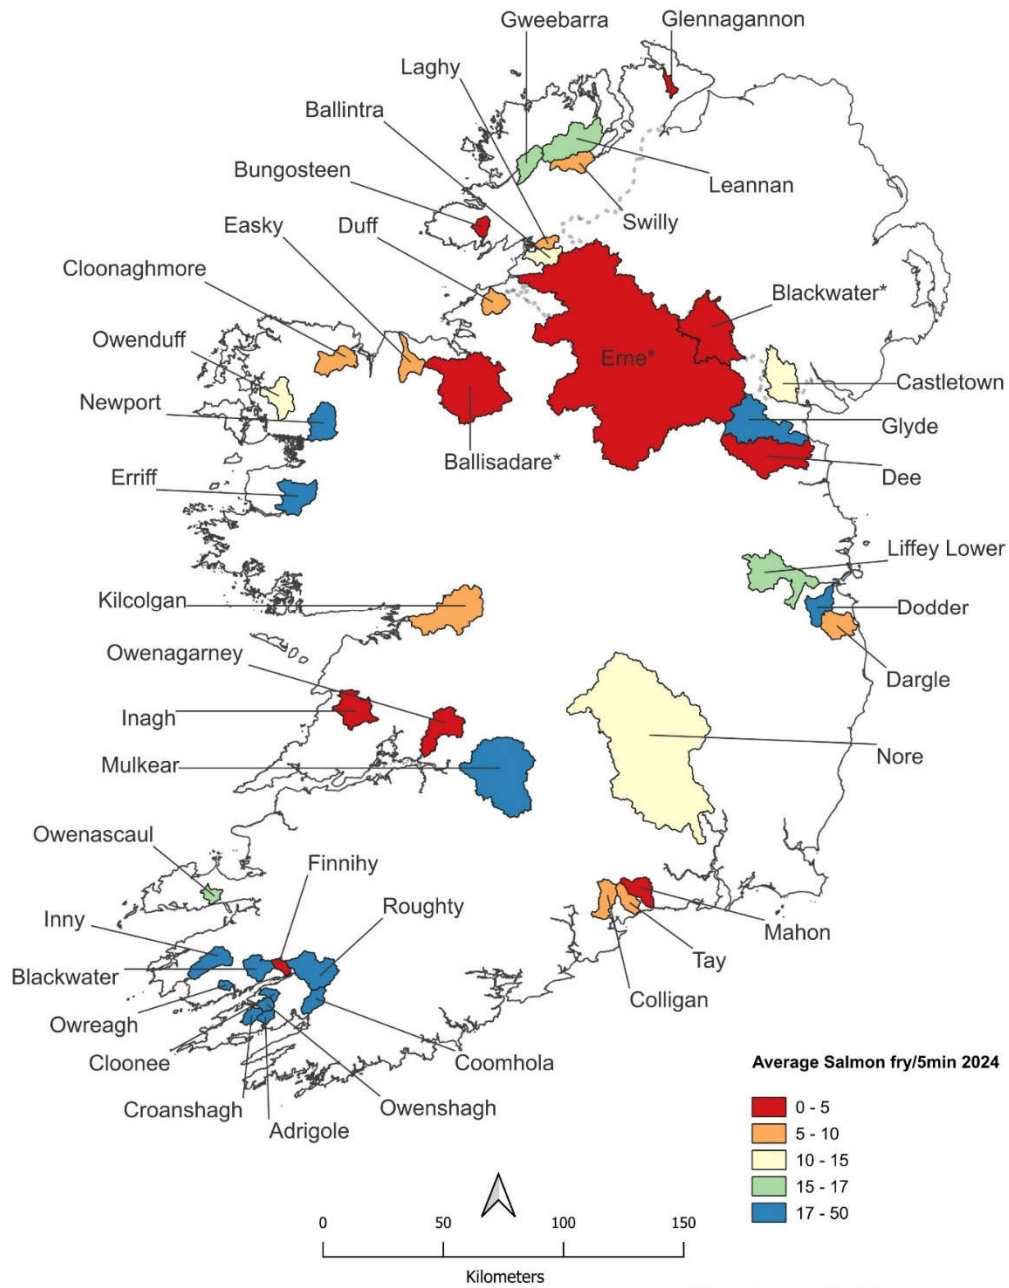 Gweebarra
Glennagannon
Laghy
Ballintra
Bungosteen
Leannan
Easky
Duff
Swilly
Cloonaghmore
Blackwater*
Owenduff
Erne*
Castletown
Newport
Glyde
Ballisadare*
Erriff
Dee
Liffey Lower
Kilcolgan
Dodder
Owenagarney
Dargle
Inagh
Nore
Mulkear
Owenascaul
Finnihy
Inny
Roughty
Mahon
Tay
Blackwater
Colligan
Owreagh
Cloonee
Coomhola
Average Salmon fry/5min 2024
Croanshagh
Owenshagh
Adrigole
0 - 5
5 - 10
10 - 15
15 - 17
17 - 50
0 50 100 150
Kilometers